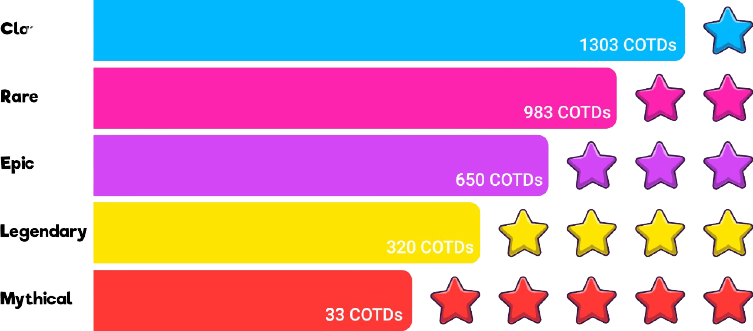 1303 COTDs
Rare
983 COTDs
Epic
650 COTDs
Legendary
320 COTDs
Mythical
33 COTDs